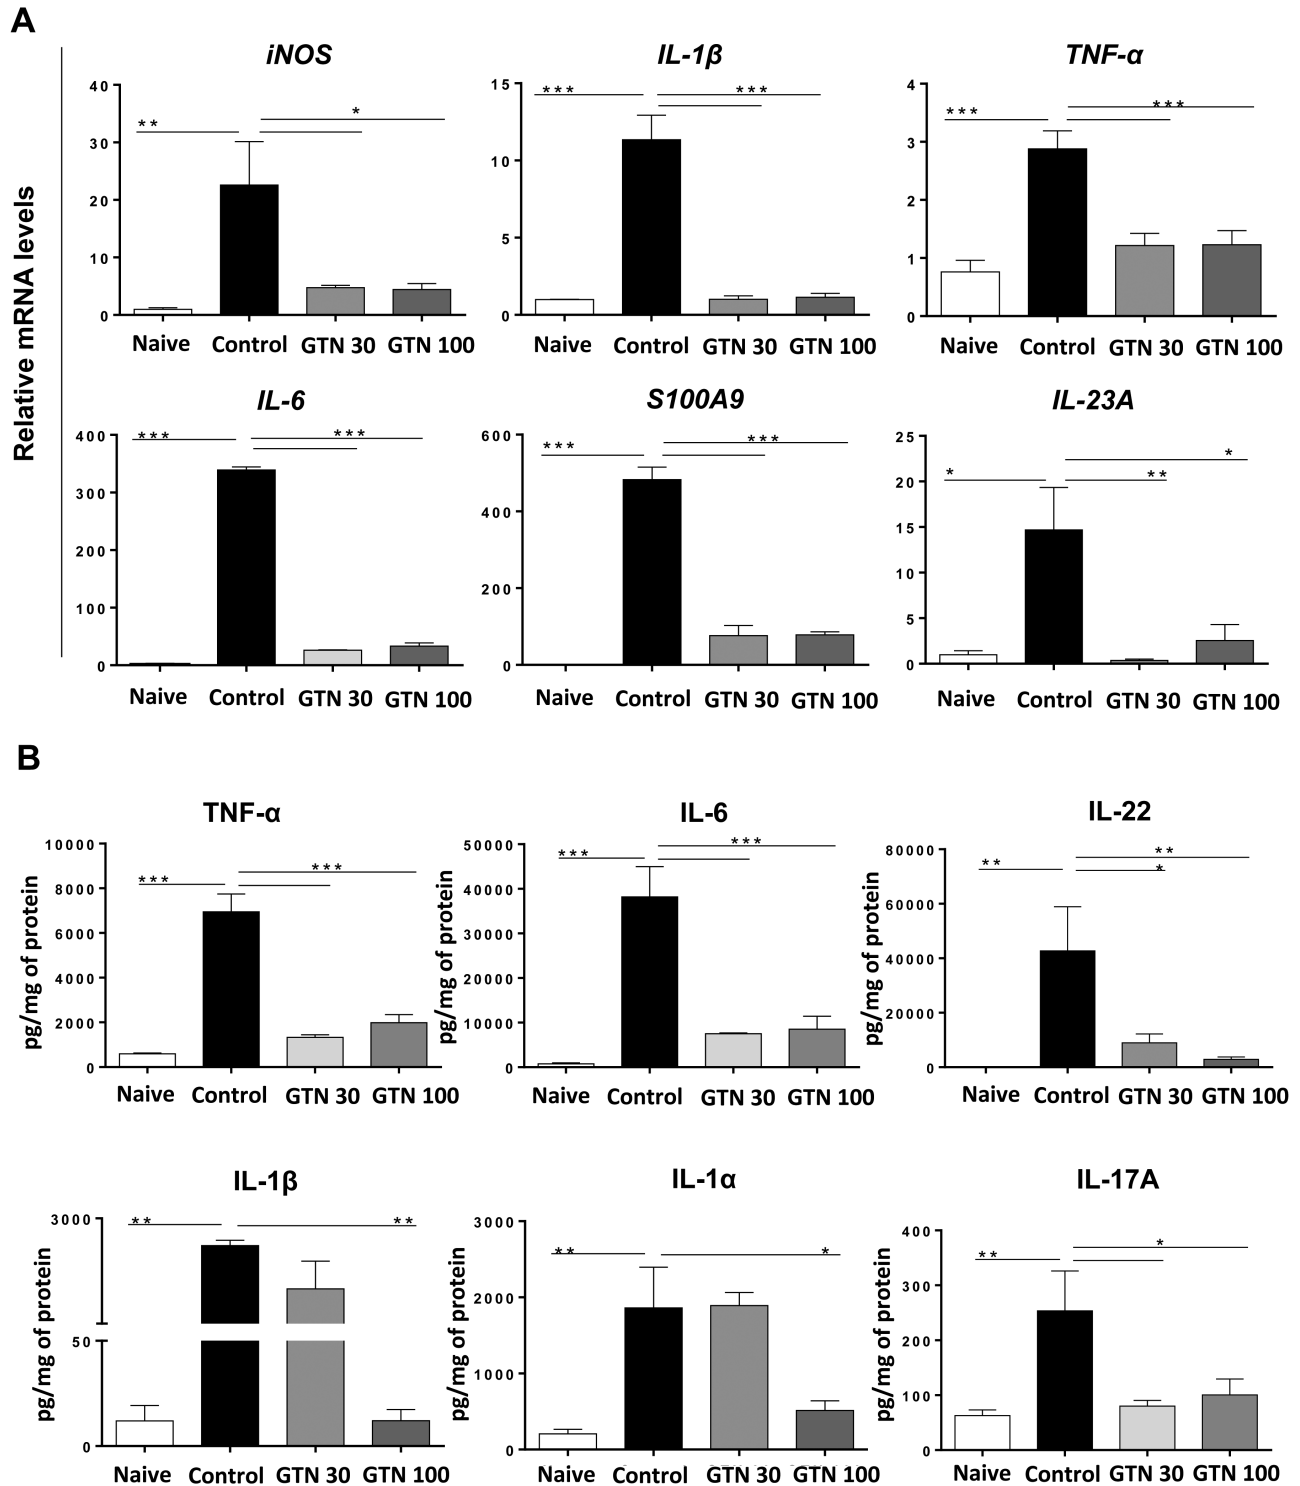 A
Relative mRNA levels
iNOS
40
30
20
10
0
**
*
Naive Control GTN 30 GTN 100
IL-1β
15
10
5
0
***
***
Naive Control GTN 30 GTN 100
TNF-α
4
3
2
1
0
***
***
Naive Control GTN 30 GTN 100
IL-6
400
300
200
100
0
***
***
Naive Control GTN 30 GTN 100
S100A9
600
400
200
0
***
***
Naive Control GTN 30 GTN 100
IL-23A
25
20
15
10
5
0
*
*
**
Naive Control GTN 30 GTN 100
B
TNF-α
pg/mg of protein
10000
8000
6000
4000
2000
0
***
***
Naive Control GTN 30 GTN 100
IL-6
pg/mg of protein
50000
40000
30000
20000
10000
0
***
***
Naive Control GTN 30 GTN 100
IL-22
pg/mg of protein
80000
60000
40000
20000
0
**
**
*
Naive Control GTN 30 GTN 100
IL-1β
pg/mg of protein
3000
50
0
**
**
Naive Control GTN 30 GTN 100
IL-1α
pg/mg of protein
3000
2000
1000
0
**
*
Naive Control GTN 30 GTN 100
IL-17A
pg/mg of protein
400
300
200
100
0
**
*
Naive Control GTN 30 GTN 100